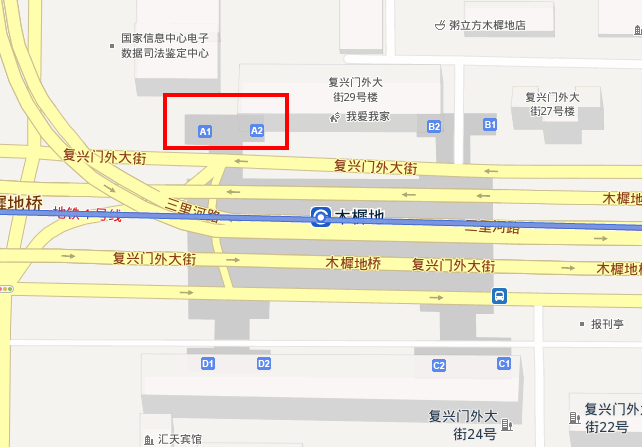 粥立方木樨地店
国家信息中心电子
数据司法鉴定中心
复兴门外大
街29号楼
我爱我家
复兴门外大
街27号楼
A1
A2
B2
B1
复兴门外大街
复兴门外大街
樨地桥
地铁1号线
三里河路
木樨地
三里河路
木樨地
复兴门外大街
木樨地桥
复兴门外大街
木樨地
报刊亭
D1
D2
C2
C1
复兴门外大
街24号
复兴门外大
街22号
汇天宾馆